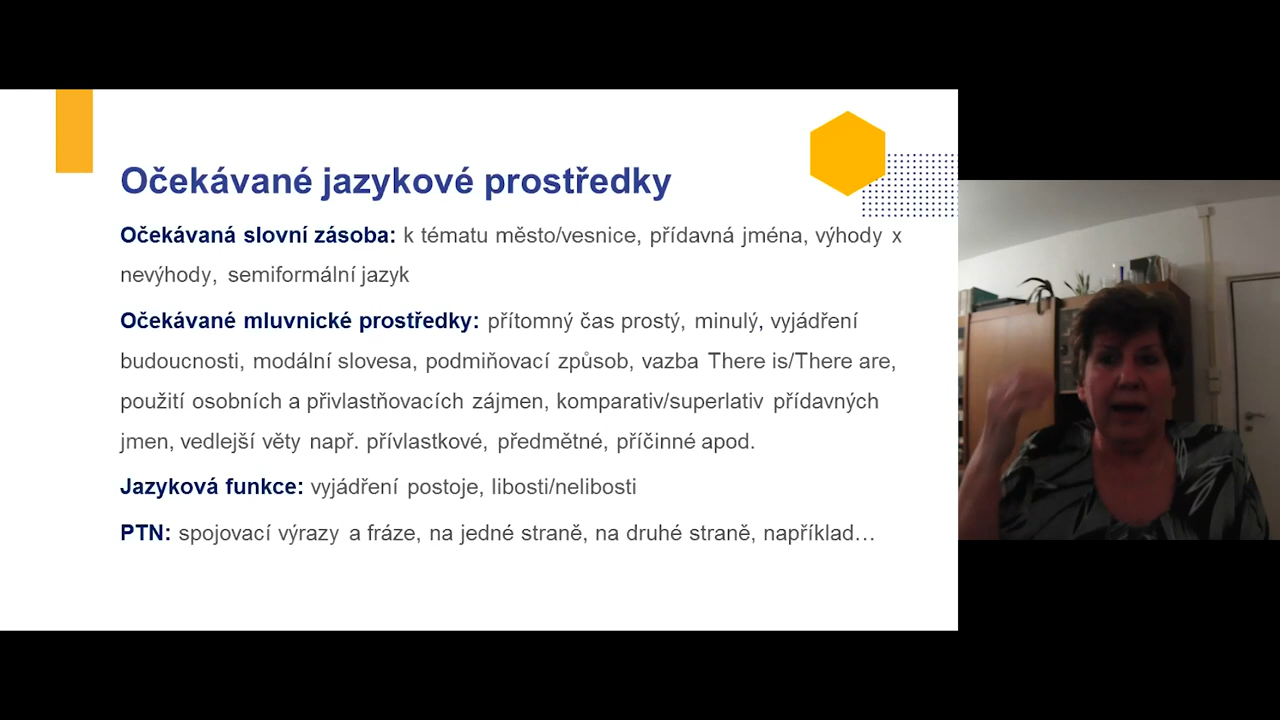 Očekávané jazykové prostředky
Očekávaná slovní zásoba: k tématu město/vesnice, přídavná jména, výhody x
nevýhody, semiformální jazyk
Očekávané mluvnické prostředky: přítomný čas prostý, minulý, vyjádření
budoucnosti, modální slovesa, podmiňovací způsob, vazba There is/There are,
použití osobních a přivlastňovacích zájmen, komparativ/superlativ přídavných
jmen, vedlejší věty např. přívlastkové, předmětné, příčinné apod.
Jazyková funkce: vyjádření postoje, libosti/nelibosti
PTN: spojovací výrazy a fráze, na jedné straně, na druhé straně, například…